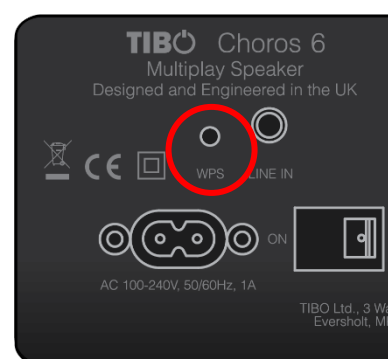 TIBO Choros 6
Multiplay Speaker
Designed and Engineered in the UK
CE
WPS LINE IN
ON
AC 100-240V, 50/60Hz, 1A
TIBO Ltd., 3
Eversholt,